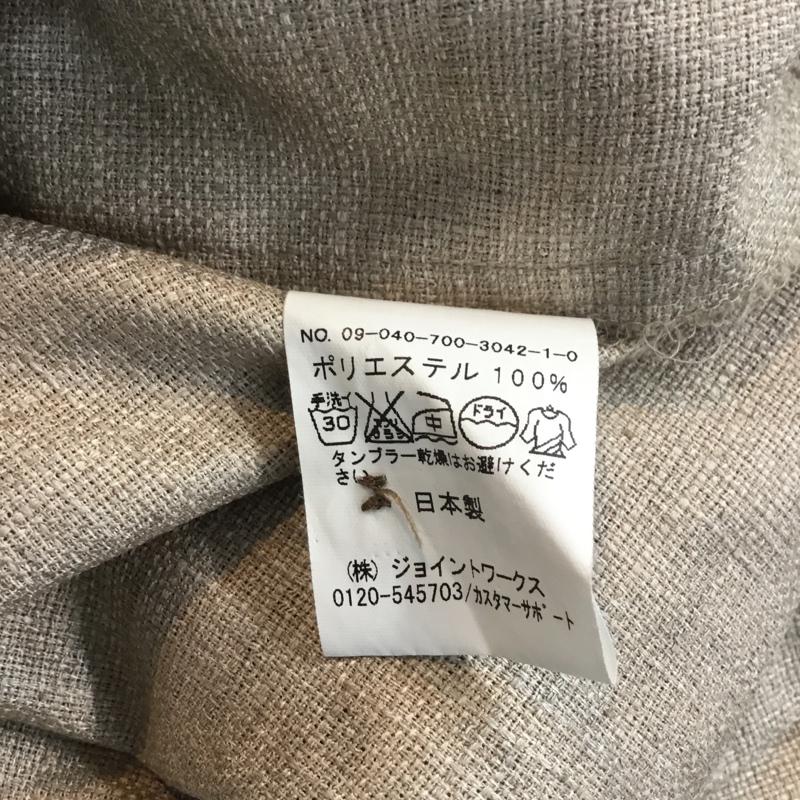 NO. 09-040-700-3042-1-0
ポリエステル 100%
手洗イ 30 中 ドライ
タンブラー乾燥はお避けくだ
さい
日本製
(株) ジョイントワークス
0120-545703/カスタマーサポート